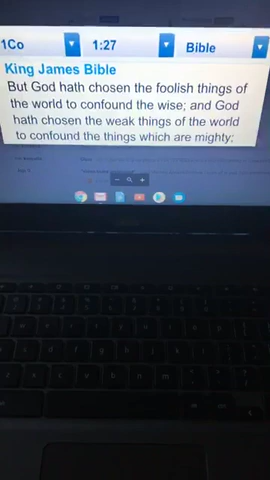 1Co 1:27 Bible
King James Bible
But God hath chosen the foolish things of
the world to confound the wise; and God
hath chosen the weak things of the world
to confound the things which are mighty;